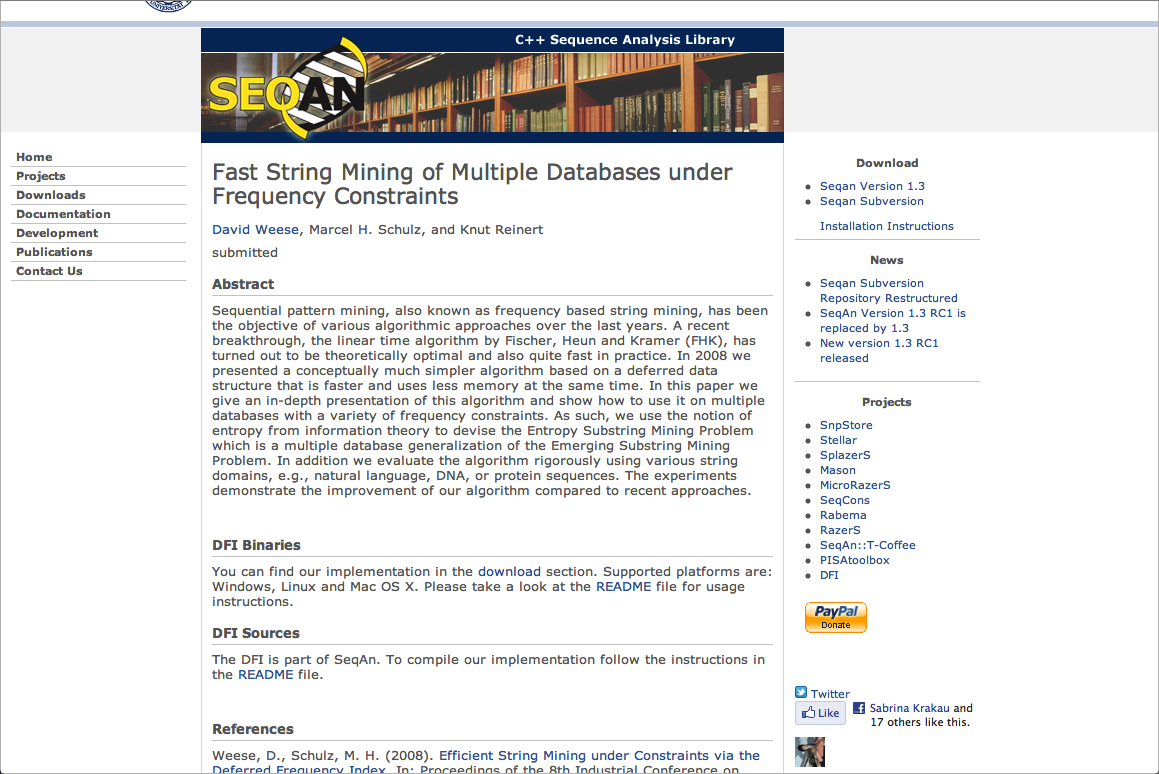 UNIVERSITÄT
C++ Sequence Analysis Library
SEQAN
Home
Projects
Downloads
Documentation
Development
Publications
Contact Us
Fast String Mining of Multiple Databases under
Frequency Constraints
David Weese, Marcel H. Schulz, and Knut Reinert
submitted
Abstract
Sequential pattern mining, also known as frequency based string mining, has been
the objective of various algorithmic approaches over the last years. A recent
breakthrough, the linear time algorithm by Fischer, Heun and Kramer (FHK), has
turned out to be theoretically optimal and also quite fast in practice. In 2008 we
presented a conceptually much simpler algorithm based on a deferred data
structure that is faster and uses less memory at the same time. In this paper we
give an in-depth presentation of this algorithm and show how to use it on multiple
databases with a variety of frequency constraints. As such, we use the notion of
entropy from information theory to devise the Entropy Substring Mining Problem
which is a multiple database generalization of the Emerging Substring Mining
Problem. In addition we evaluate the algorithm rigorously using various string
domains, e.g., natural language, DNA, or protein sequences. The experiments
demonstrate the improvement of our algorithm compared to recent approaches.
DFI Binaries
You can find our implementation in the download section. Supported platforms are:
Windows, Linux and Mac OS X. Please take a look at the README file for usage
instructions.
DFI Sources
The DFI is part of SeqAn. To compile our implementation follow the instructions in
the README file.
References
Weese, D., Schulz, M. H. (2008). Efficient String Mining under Constraints via the
Deferred Frequency Index. In: Proceedings of the 8th Industrial Conference on
Download
Seqan Version 1.3
Seqan Subversion
Installation Instructions
News
Seqan Subversion
Repository Restructured
SeqAn Version 1.3 RC1 is
replaced by 1.3
New version 1.3 RC1
released
Projects
SnpStore
Stellar
SplazerS
Mason
MicroRazerS
SeqCons
Rabema
RazerS
SeqAn::T-Coffee
PISAtoolbox
DFI
PayPal
Donate
Twitter
Like
Sabrina Krakau and
17 others like this.